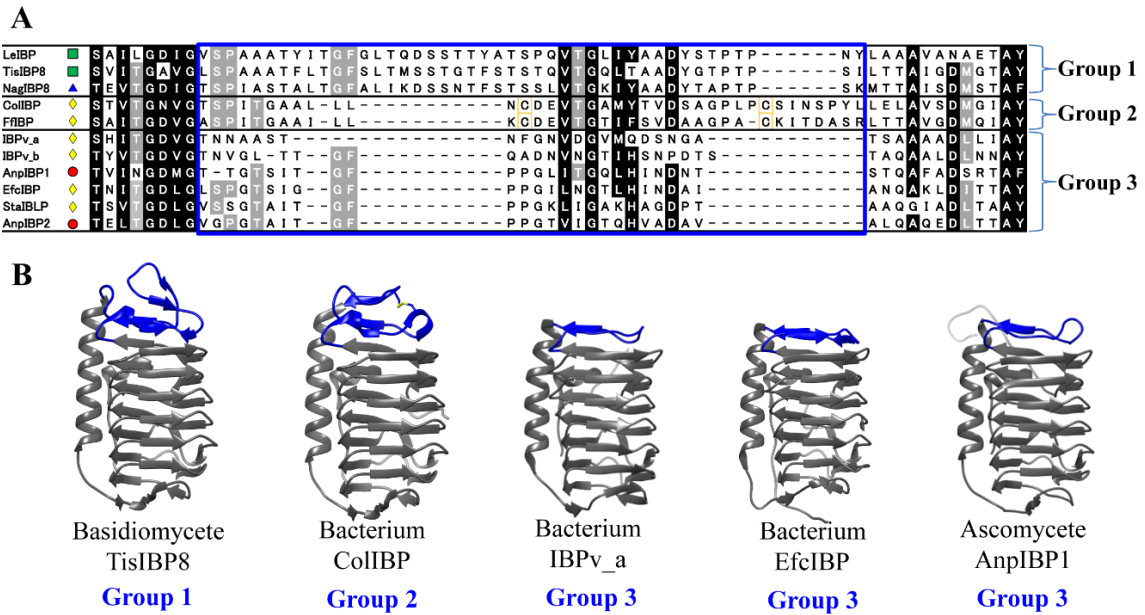 A
LeIBP S A I L G D I G V S P A A A T Y I T G F G L T Q D S S T T Y A T S P Q V T G L I Y A A D Y S T P T P - - - - - - N Y L A A A V A N A E T A Y
TisIBP8 S V I T G A V G L S P A A A T F L T G F S L T M S S T G T F S T S T Q V T G Q L T A A D Y G T P T P - - - - - - S I L T T A I G D M G T A Y
NagIBP8 T E V T G D I G T S P I A S T A L T G F A L I K D S S N T F S T S S L V T G K I Y A A D Y A T P T P - - - - - - S K M T T A I S D M S T A F
Group 1
ColIBP S V T T G N V G T S P I T G A A L - L L - - - - - - - - - - - N C D E V T G A M Y T V D S A G P L P C S I N S P Y L L E L A V S D M G I A Y
FfIBP S A I T G D V G A S P I T G A A I - L L - - - - - - - - - - - K C D E V T G T I F S V D A A G P A - C K I T D A S R L T T A V G D M Q I A Y
Group 2
IBPv_a S H I T G D V G T N N A A S T - - - - - - - - - - - - - - - - N F G N V D G V M Q D S N G A - - - - - - - - - - - - T S A A A A D L L I A Y
IBPv_b T Y V T G D V G T N V G L - T T - - G F - - - - - - - - - - - Q A D N V N G T I H S N P D T S - - - - - - - - - - - T A Q A A L D L N N A Y
AnpIBP1 T V I N G D M G T - T G T S I T - - G F - - - - - - - - - - - P P G L I T G Q L H I N D N T - - - - - - - - - - - - S T Q A F A D S R T A Y
EfcIBP T N I T G D L G L S P G T S I G - - G F - - - - - - - - - - - P P G I L N G T I H I N D A I - - - - - - - - - - - - A N Q A K L D I T T A F
StaIBLP T S V T G D L G V S S G T A I T - - G F - - - - - - - - - - - P P G K L I G A K H A G D P T - - - - - - - - - - - - A A Q G I A D L T A A Y
AnpIBP2 T E L T G D L G V G P G T A I T - - G F - - - - - - - - - - - P P G T V I G T Q H V A D A V - - - - - - - - - - - - A L Q A Q E D L T T A Y
Group 3
B
Basidiomycete
TisIBP8
Group 1
Bacterium
ColIBP
Group 2
Bacterium
IBPv_a
Group 3
Bacterium
EfcIBP
Group 3
Ascomycete
AnpIBP1
Group 3